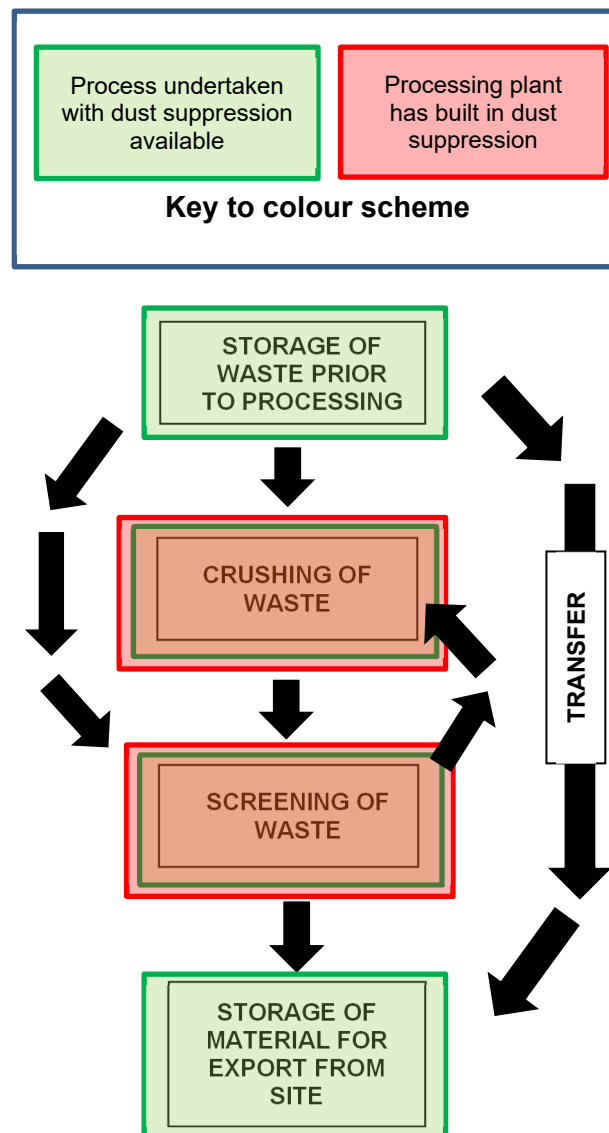 Process undertaken
with dust suppression
available
Processing plant
has built in dust
suppression
Key to colour scheme
STORAGE OF
WASTE PRIOR
TO PROCESSING
CRUSHING OF
WASTE
TRANSFER
SCREENING OF
WASTE
STORAGE OF
MATERIAL FOR
EXPORT FROM
SITE